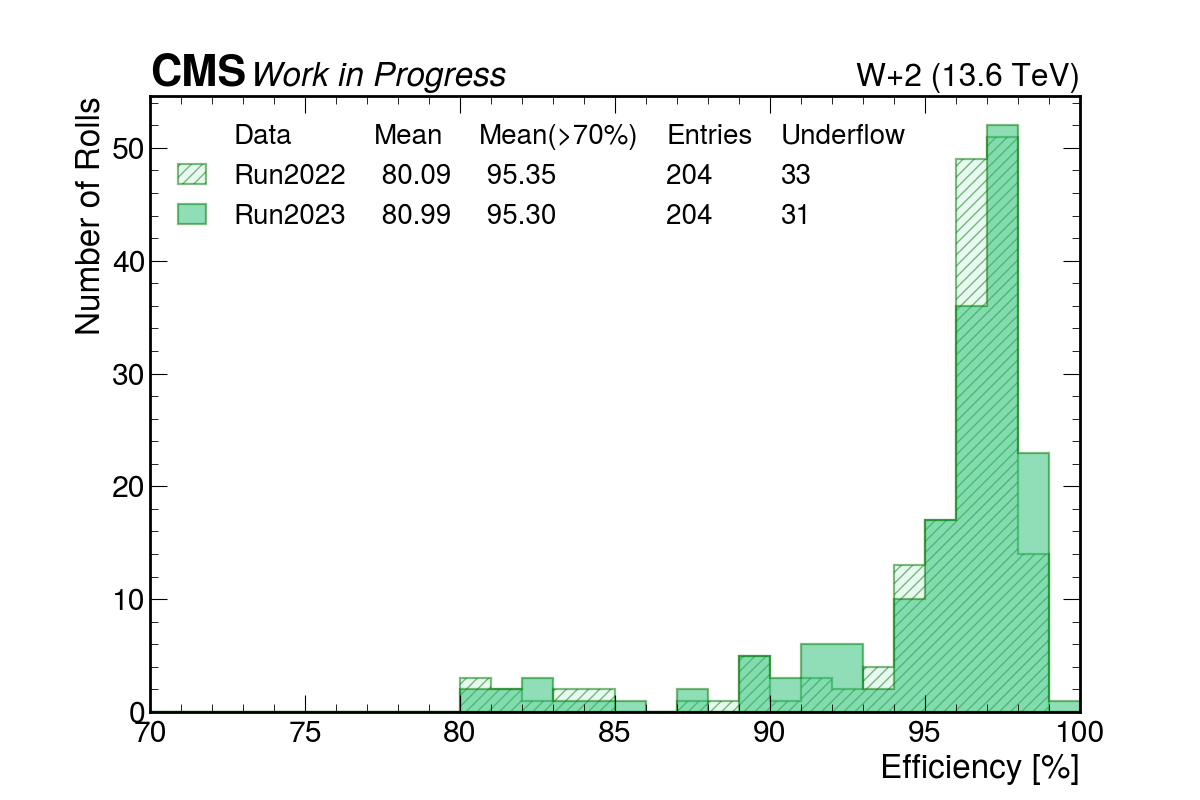 CMS Work in Progress W+2 (13.6 TeV)
Number of Rolls
Data Mean Mean(>70%) Entries Underflow
Run2022 80.09 95.35 204 33
Run2023 80.99 95.30 204 31
50
40
30
20
10
0
70 75 80 85 90 95 100
Efficiency [%]